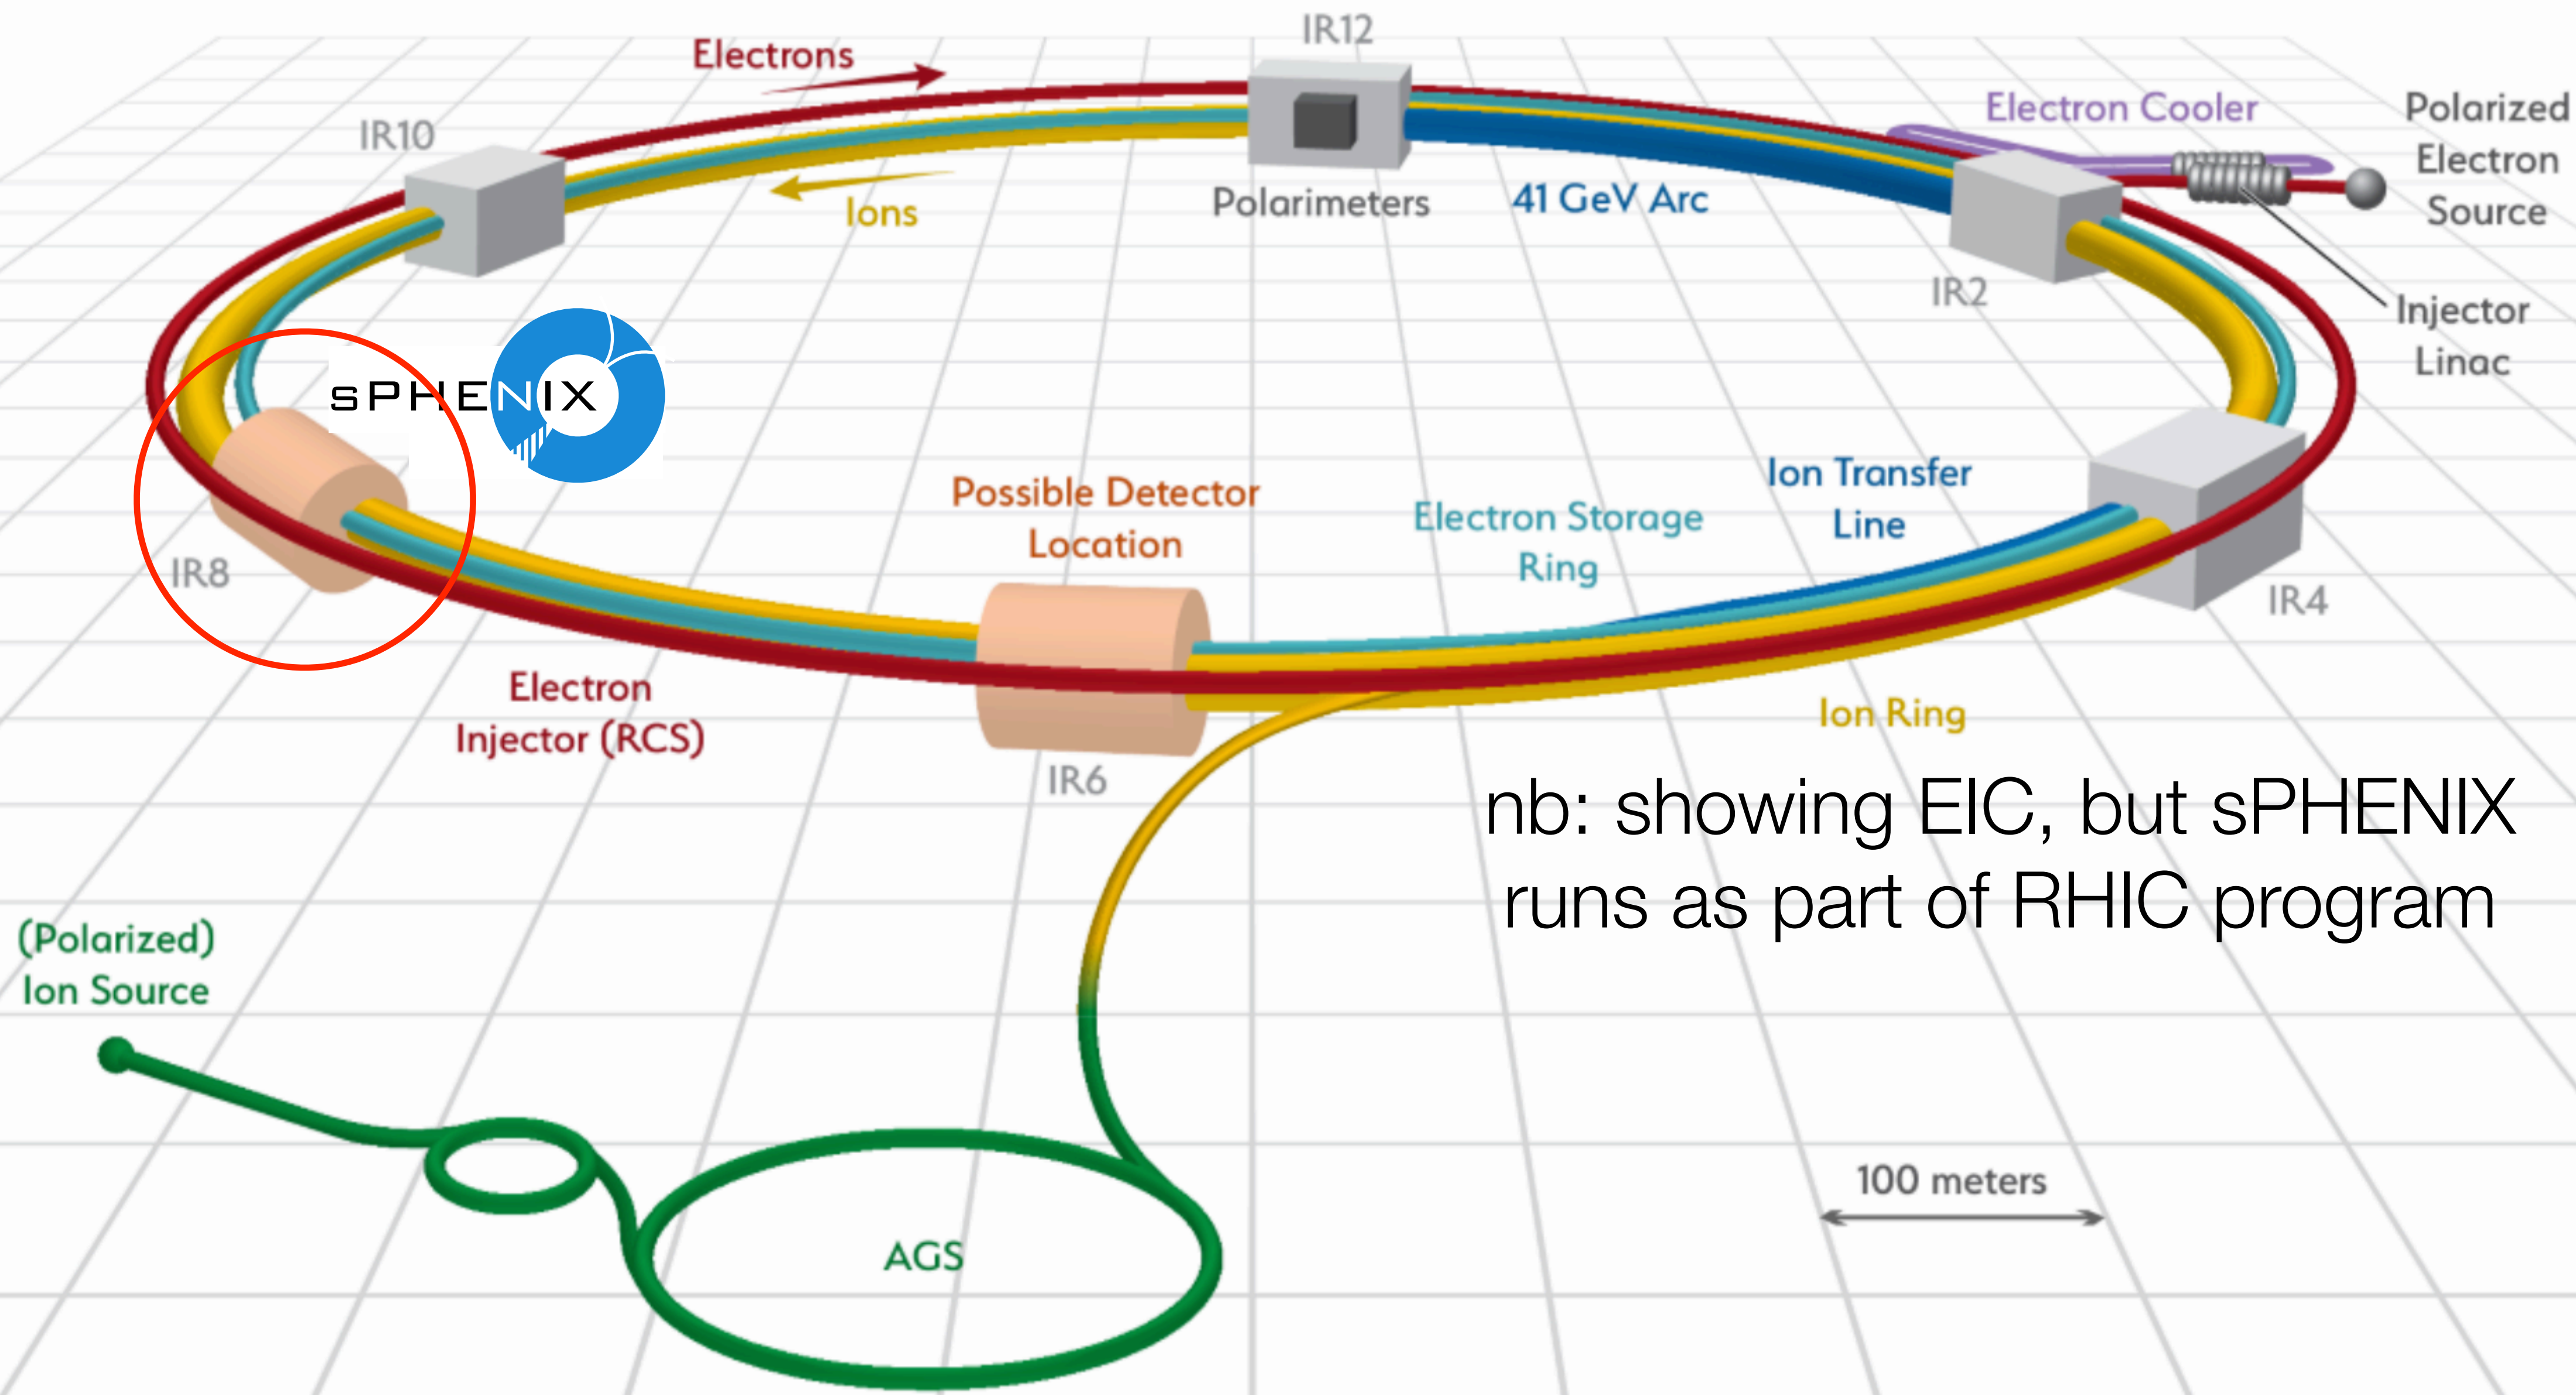 IR12
Electrons
Electron Cooler
Polarized
Electron
Source
IR10
Ions
Polarimeters
41 GeV Arc
IR2
Injector
Linac
sPHENIX
Possible Detector
Location
Electron Storage
Ring
Ion Transfer
Line
IR8
IR4
Electron
Injector (RCS)
IR6
Ion Ring
nb: showing EIC, but sPHENIX
runs as part of RHIC program
(Polarized)
Ion Source
100 meters
AGS